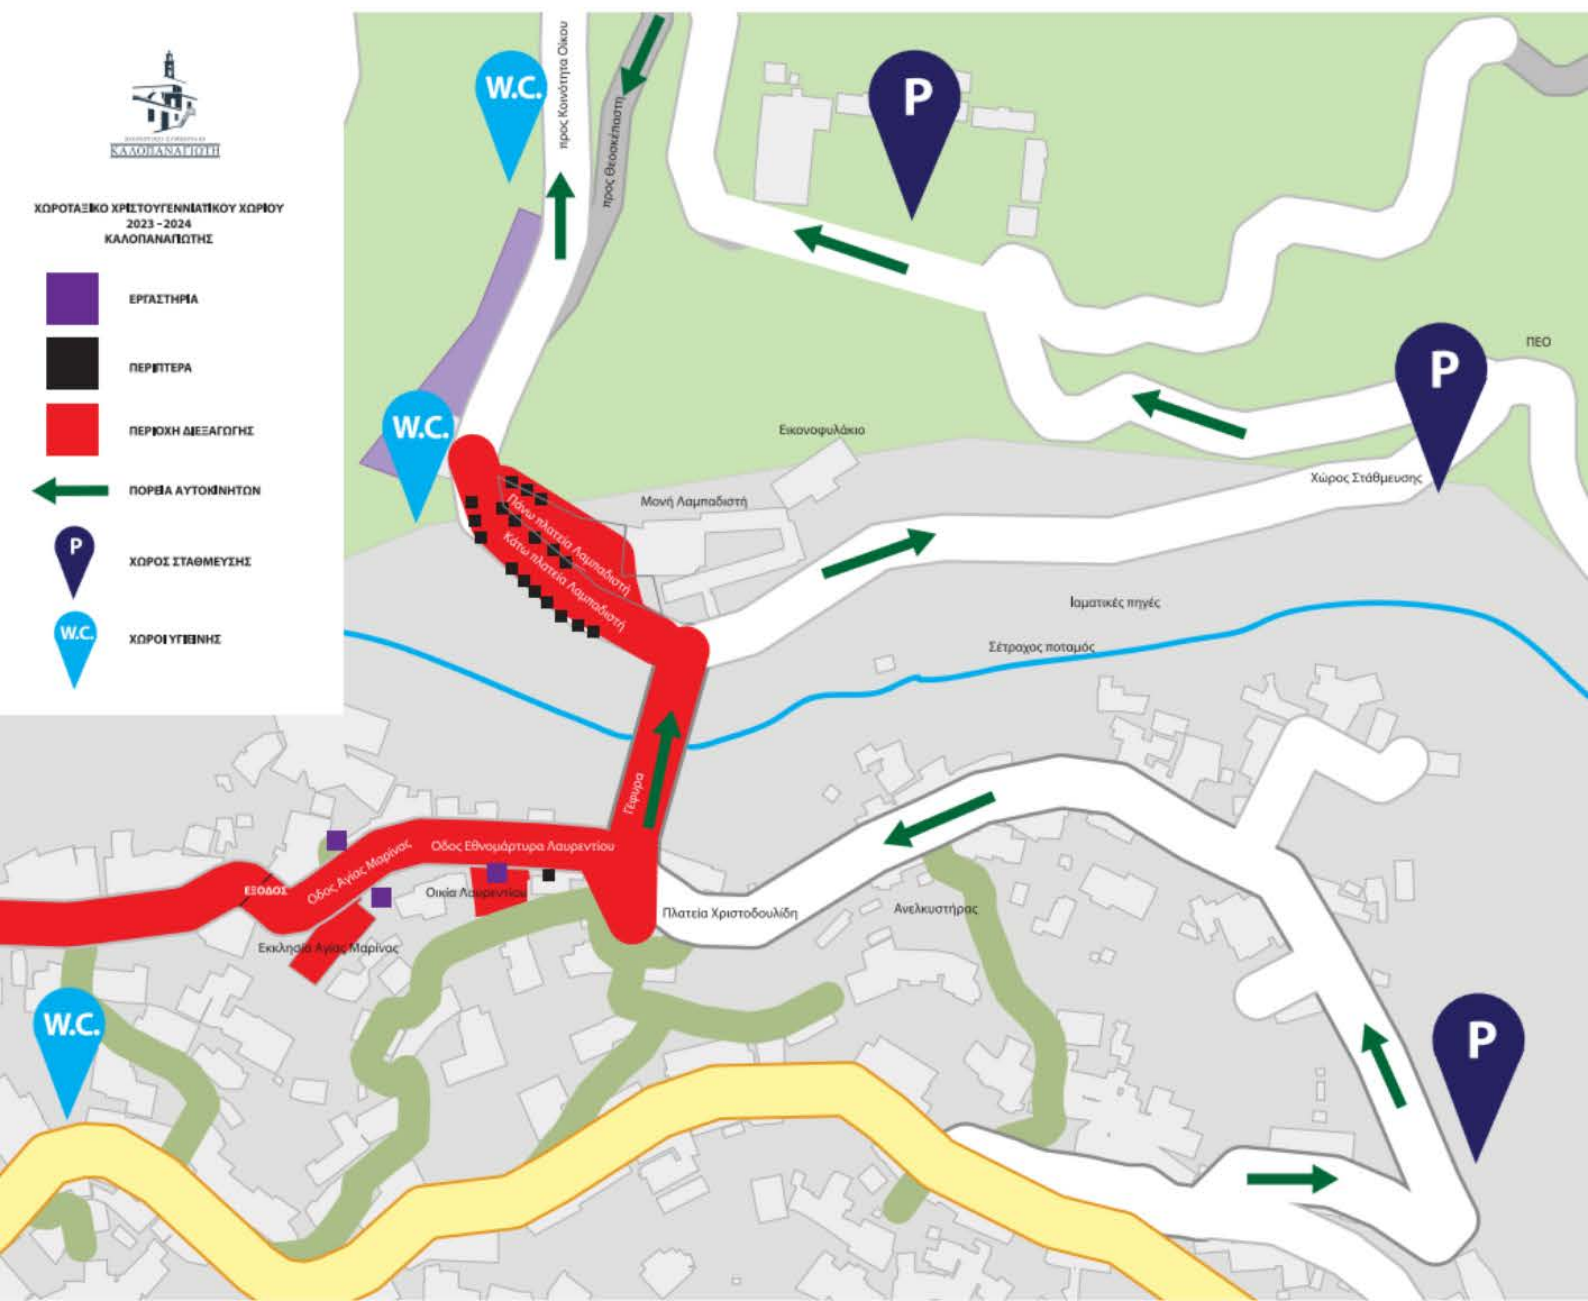 ΚΑΛΟΠΑΝΑΓΙΩΤΗ
ΧΩΡΟΤΑΞΙΚΟ ΧΡΙΣΤΟΥΓΕΝΝΙΑΤΙΚΟΥ ΧΩΡΙΟΥ
2023 - 2024
ΚΑΛΟΠΑΝΑΓΙΩΤΗΣ
ΕΡΓΑΣΤΗΡΙΑ
ΠΕΡΙΠΤΕΡΑ
ΠΕΡΙΟΧΗ ΔΙΕΞΑΓΩΓΗΣ
ΠΟΡΕΙΑ ΑΥΤΟΚΙΝΗΤΩΝ
P
ΧΩΡΟΣ ΣΤΑΘΜΕΥΣΗΣ
W.C.
ΧΩΡΟΙ ΥΓΙΕΙΝΗΣ
W.C.
προς Κοινότητα Οίκου
προς Θεοσκέπαστη
P
ΠΕΟ
P
W.C.
Εικονοφυλάκιο
Χώρος Στάθμευσης
Μονή Λαμπαδιστή
Πάνω πλατεία Λαμπαδιστή
Κάτω πλατεία Λαμπαδιστή
Ιαματικές πηγές
Σέτραχος ποταμός
Γέφυρα
Οδος Εθνομάρτυρα Λαυρεντίου
Οδος Αγίας Μαρίνας
ΕΞΟΔΟΣ
Οικία Λαυρεντίου
Πλατεία Χριστοδουλίδη
Ανελκυστήρας
Εκκλησία Αγίας Μαρίνας
W.C.
P